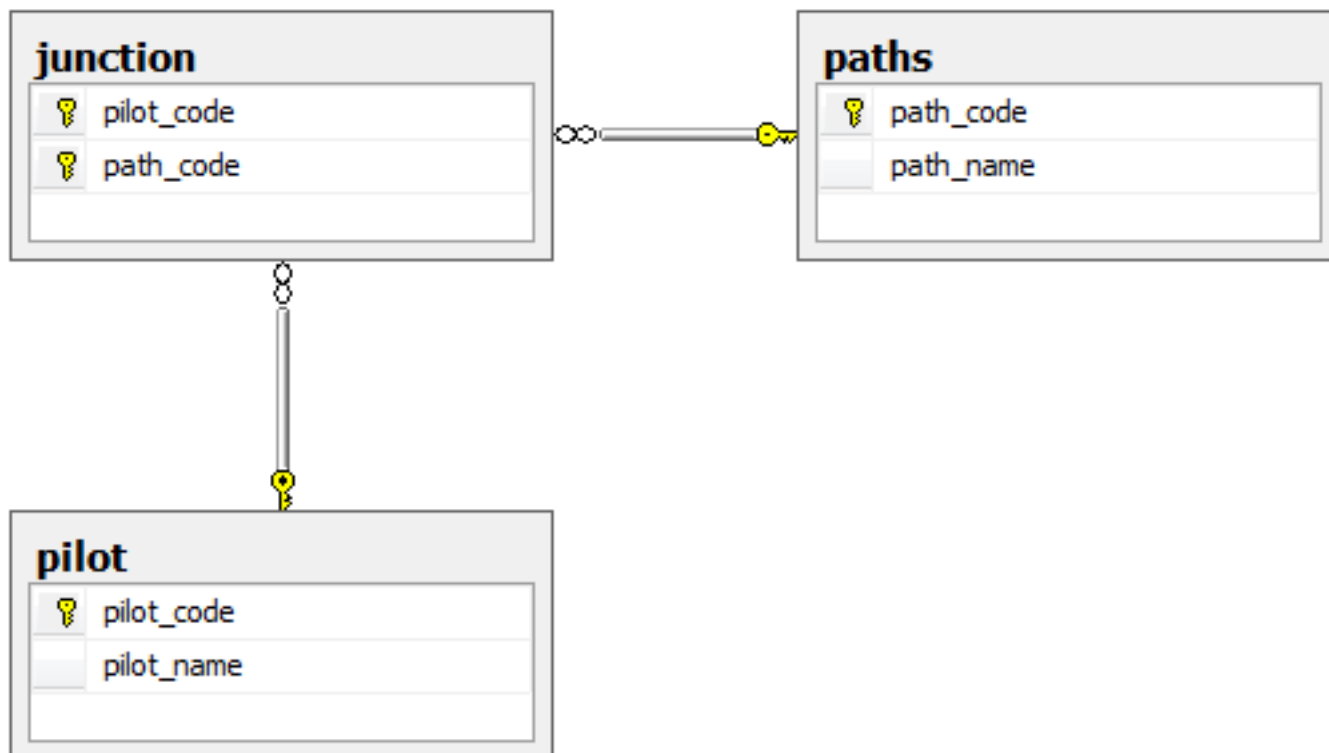 junction
pilot_code
path_code
paths
path_code
path_name
pilot
pilot_code
pilot_name